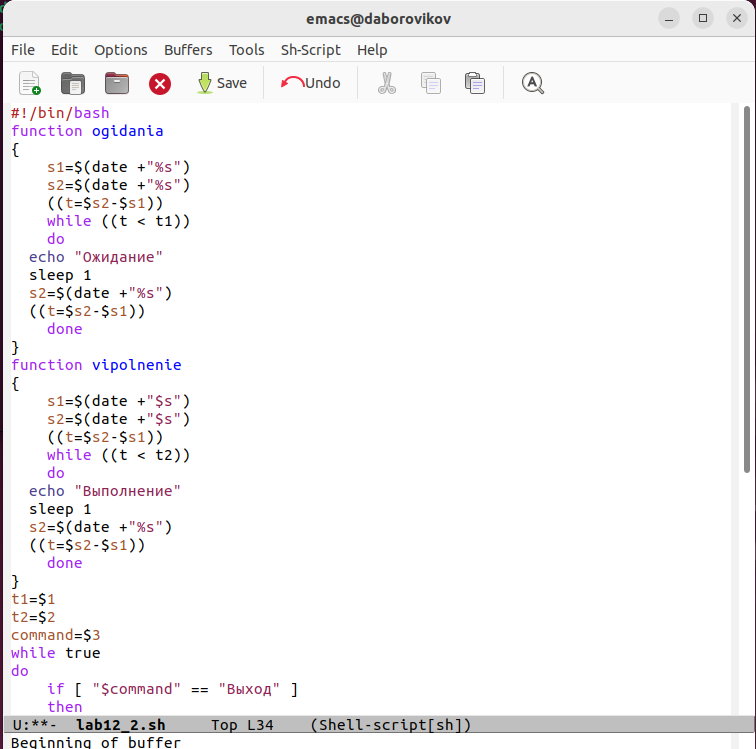 emacs@daborovikov
File Edit Options Buffers Tools Sh-Script Help
Save Undo
#!/bin/bash
function ogidania
{
    s1=$(date +"%s")
    s2=$(date +"%s")
    ((t=$s2-$s1))
    while ((t < t1))
    do
  echo "Ожидание"
  sleep 1
  s2=$(date +"%s")
  ((t=$s2-$s1))
    done
}
function vipolnenie
{
    s1=$(date +"$s")
    s2=$(date +"$s")
    ((t=$s2-$s1))
    while ((t < t2))
    do
  echo "Выполнение"
  sleep 1
  s2=$(date +"%s")
  ((t=$s2-$s1))
    done
}
t1=$1
t2=$2
command=$3
while true
do
    if [ "$command" == "Выход" ]
    then
U:**-  lab12_2.sh     Top L34    (Shell-script[sh])
Beginning of buffer